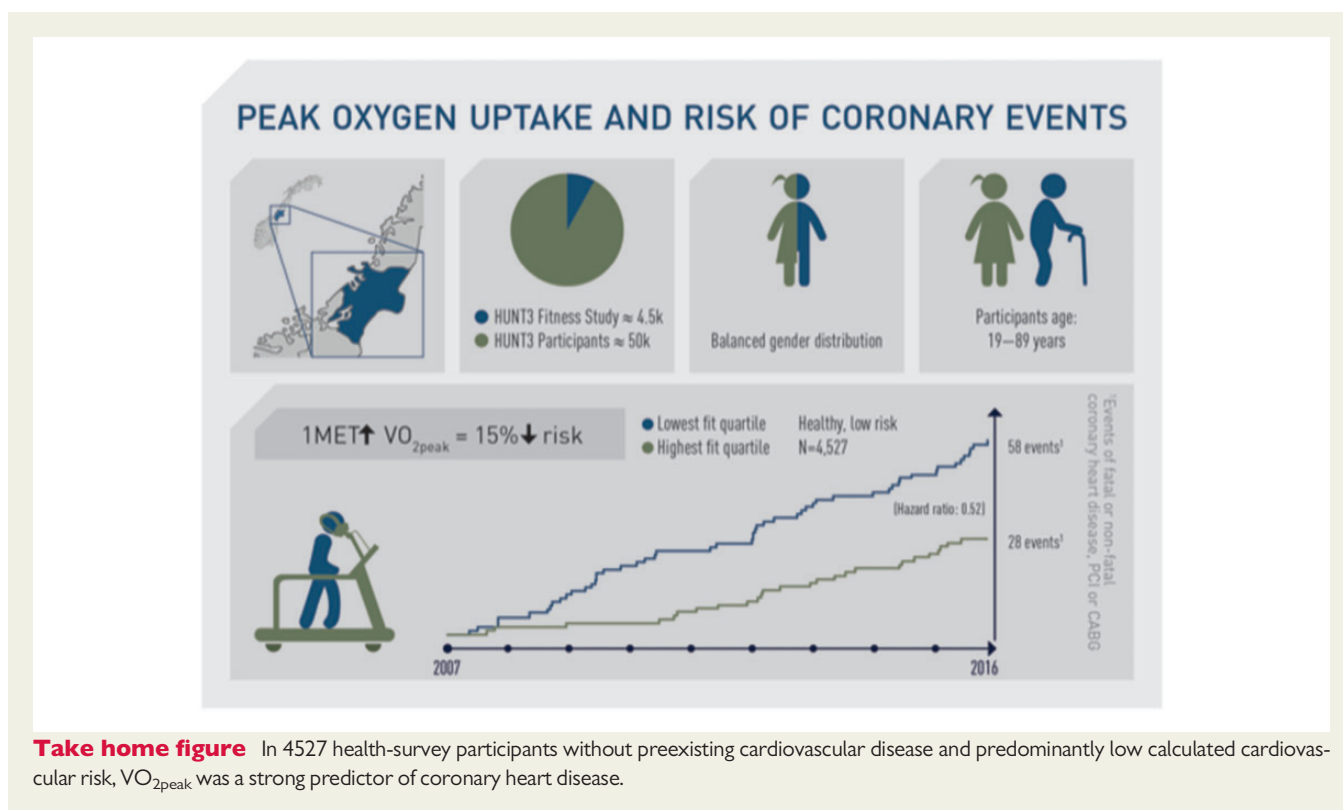 PEAK OXYGEN UPTAKE AND RISK OF CORONARY EVENTS
HUNT3 Fitness Study ≈ 4.5k
HUNT3 Participants ≈ 50k
Balanced gender distribution
Participants age:
19–89 years
1MET↑ VO2peak = 15%↓ risk
Lowest fit quartile
Highest fit quartile
Healthy, low risk
N=4,527
58 events¹
(Hazard ratio: 0.52)
28 events¹
¹Events of fatal or non-fatal
coronary heart disease, PCI or CABG
2007
2016
Take home figure In 4527 health-survey participants without preexisting cardiovascular disease and predominantly low calculated cardiovas-
cular risk, VO2peak was a strong predictor of coronary heart disease.